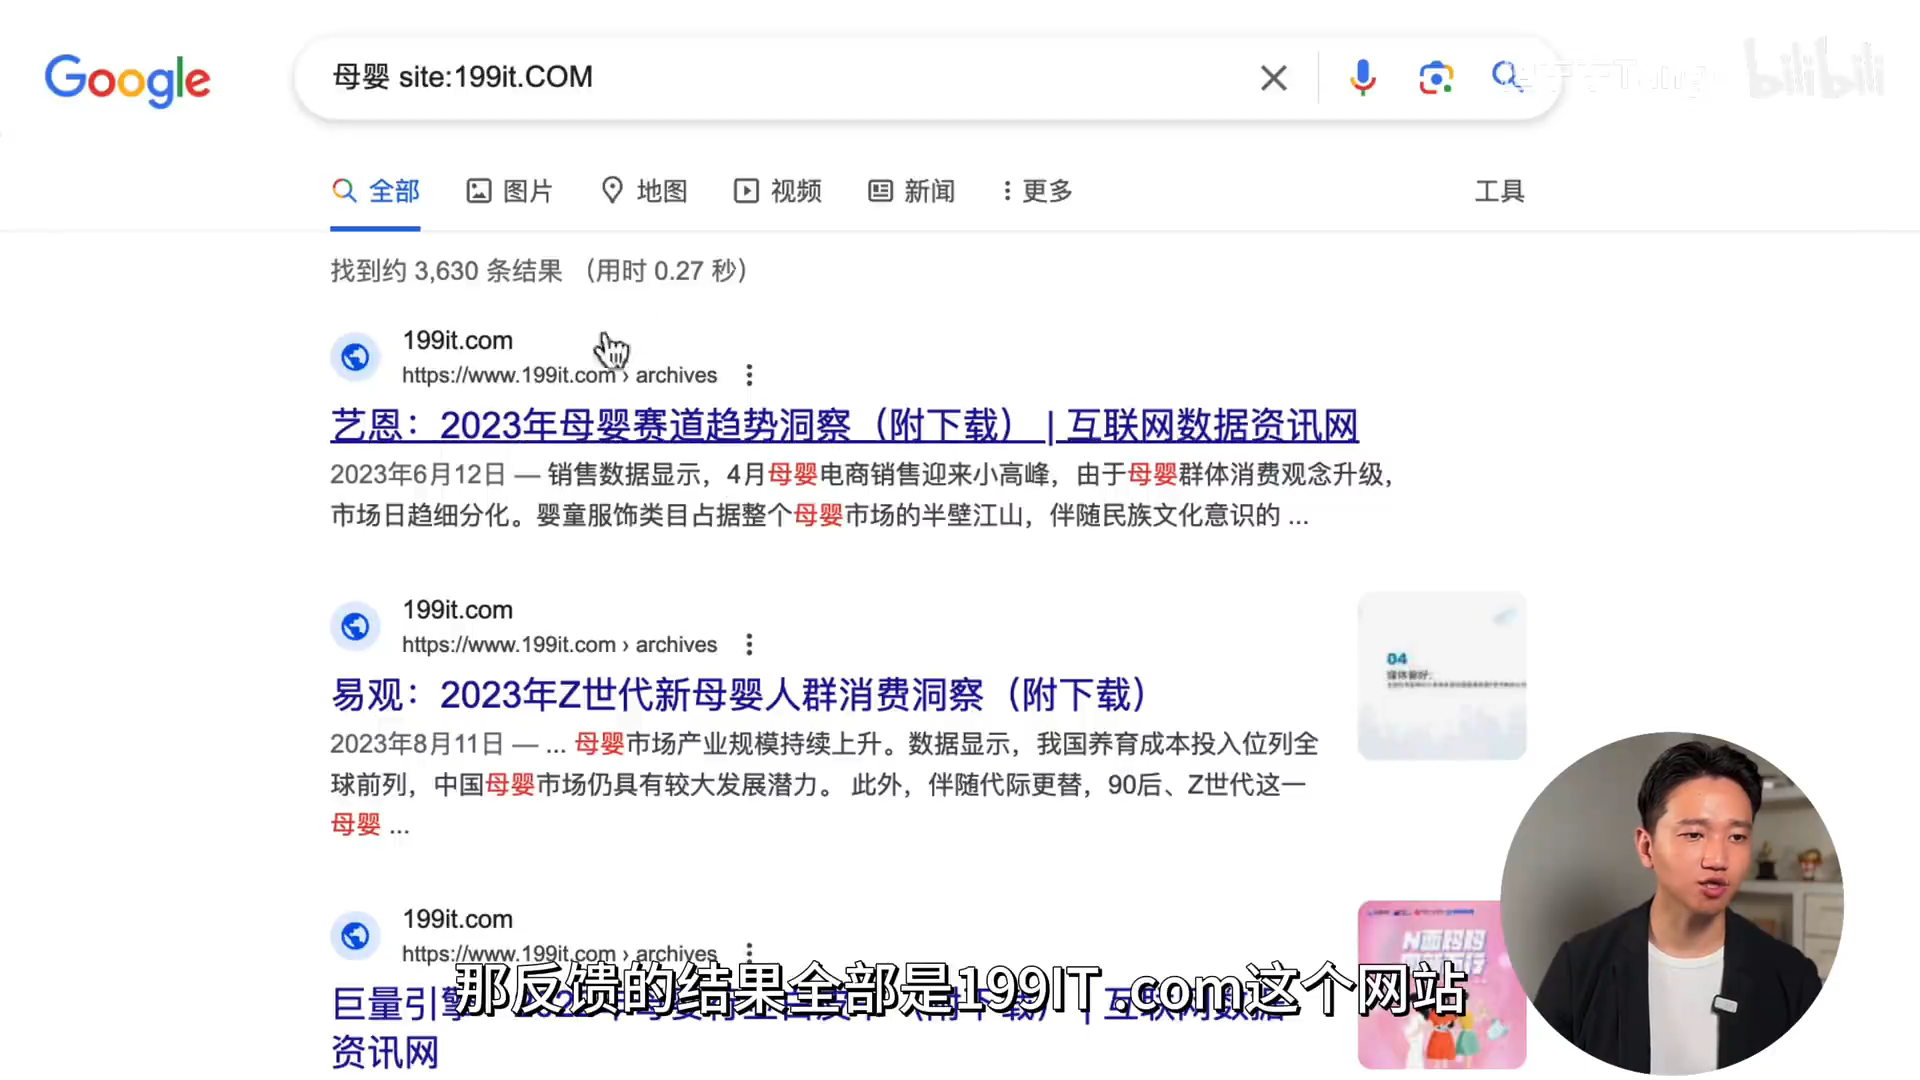 Google
母婴 site:199it.COM
bilibili
全部
图片
地图
视频
新闻
更多
工具
找到约 3,630 条结果 （用时 0.27 秒）
199it.com
https://www.199it.com › archives
艺恩：2023年母婴赛道趋势洞察（附下载） | 互联网数据资讯网
2023年6月12日 — 销售数据显示，4月母婴电商销售迎来小高峰，由于母婴群体消费观念升级，
市场日趋细分化。婴童服饰类目占据整个母婴市场的半壁江山，伴随民族文化意识的 ...
199it.com
https://www.199it.com › archives
易观：2023年Z世代新母婴人群消费洞察（附下载）
2023年8月11日 — ... 母婴市场产业规模持续上升。数据显示，我国养育成本投入位列全
球前列，中国母婴市场仍具有较大发展潜力。 此外，伴随代际更替，90后、Z世代这一
母婴 ...
04
199it.com
https://www.199it.com › archives
巨量引擎
互联网数据
资讯网
那反馈的结果全部是199IT .com这个网站